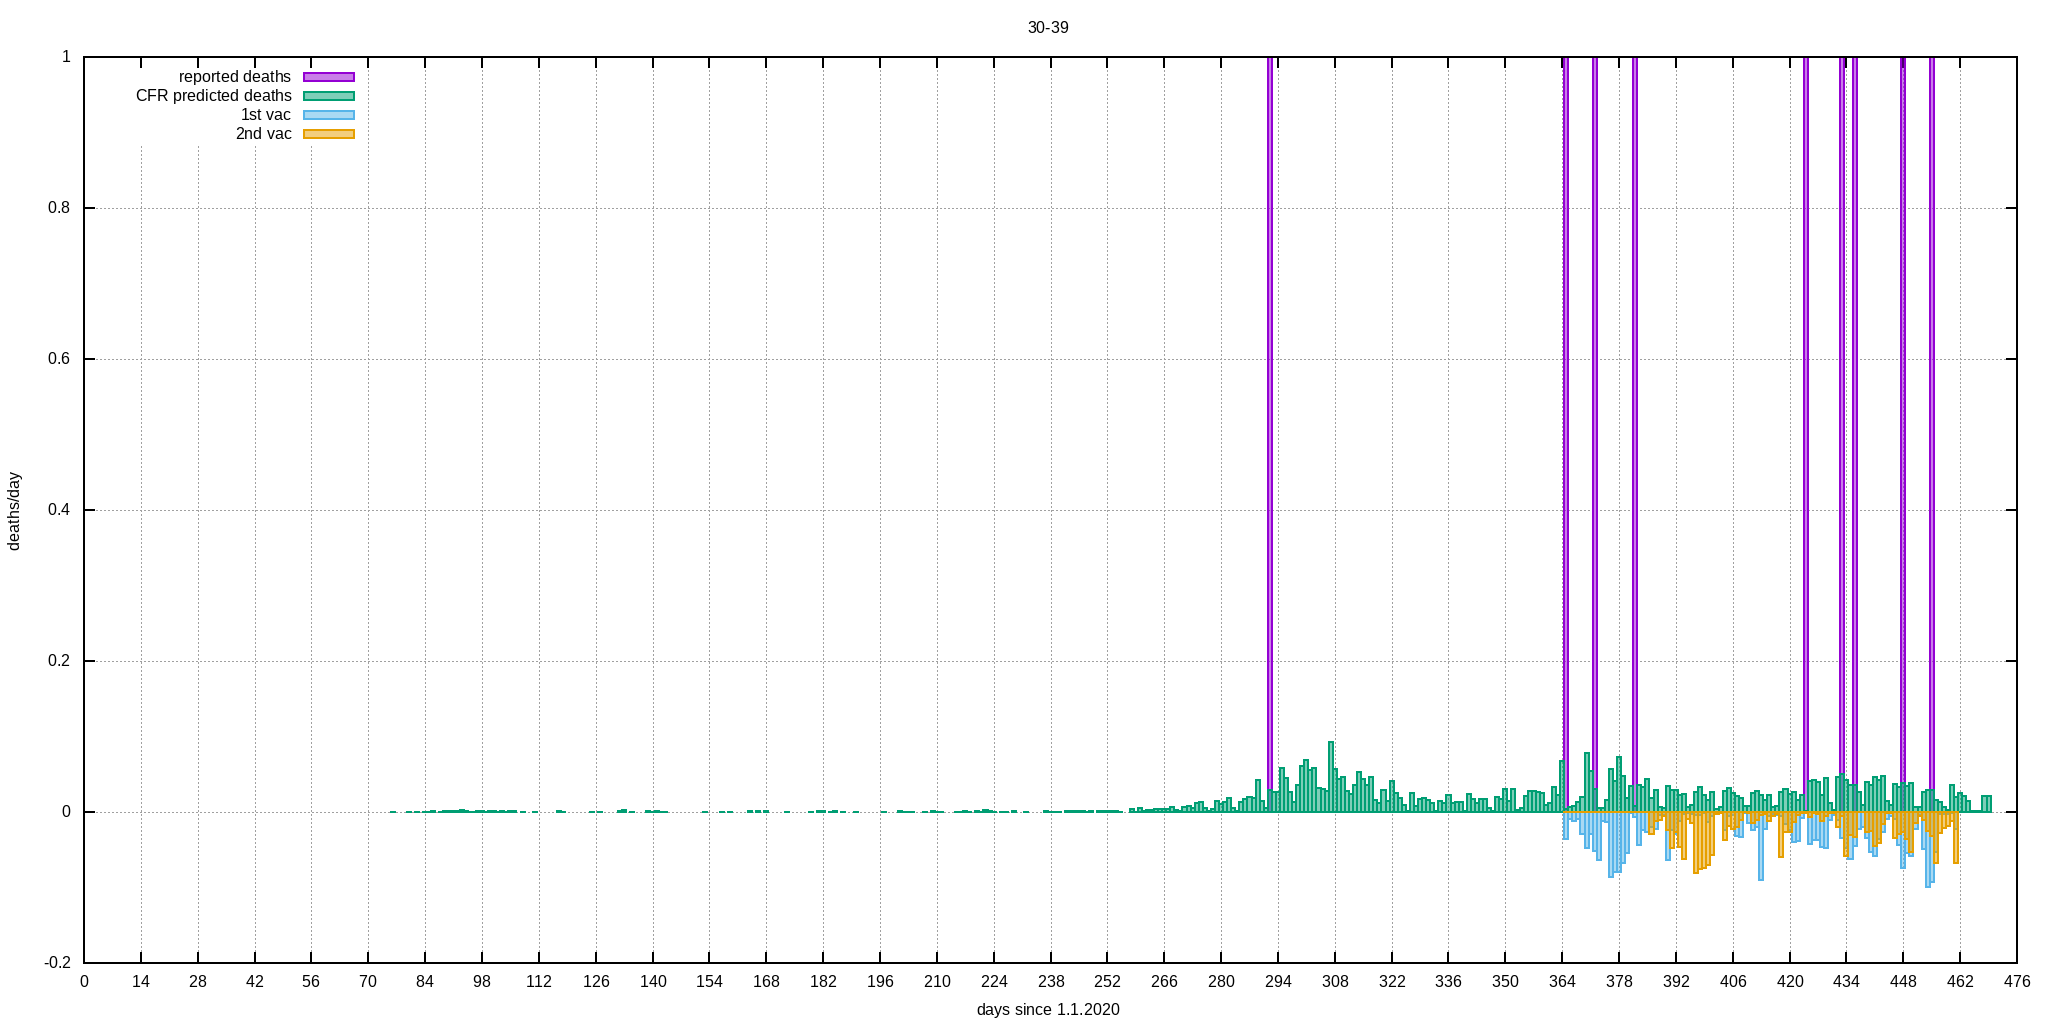 30-39
1
reported deaths
CFR predicted deaths
1st vac
2nd vac
0.8
0.6
deaths/day
0.4
0.2
0
-0.2
0 14 28 42 56 70 84 98 112 126 140 154 168 182 196 210 224 238 252 266 280 294 308 322 336 350 364 378 392 406 420 434 448 462 476
days since 1.1.2020